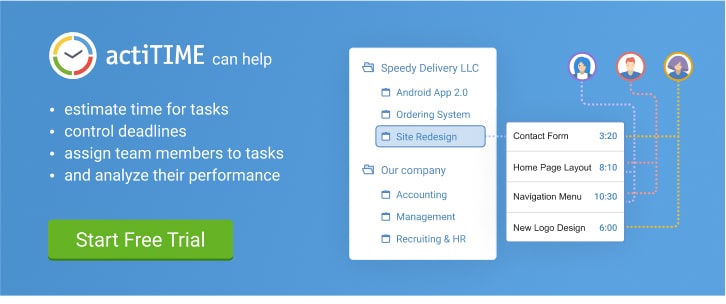 actiTIME can help
• estimate time for tasks
• control deadlines
• assign team members to tasks
• and analyze their performance
Start Free Trial
Speedy Delivery LLC
Android App 2.0
Ordering System
Site Redesign
Our company
Accounting
Management
Recruiting & HR
Contact Form 3:20
Home Page Layout 8:10
Navigation Menu 10:30
New Logo Design 6:00